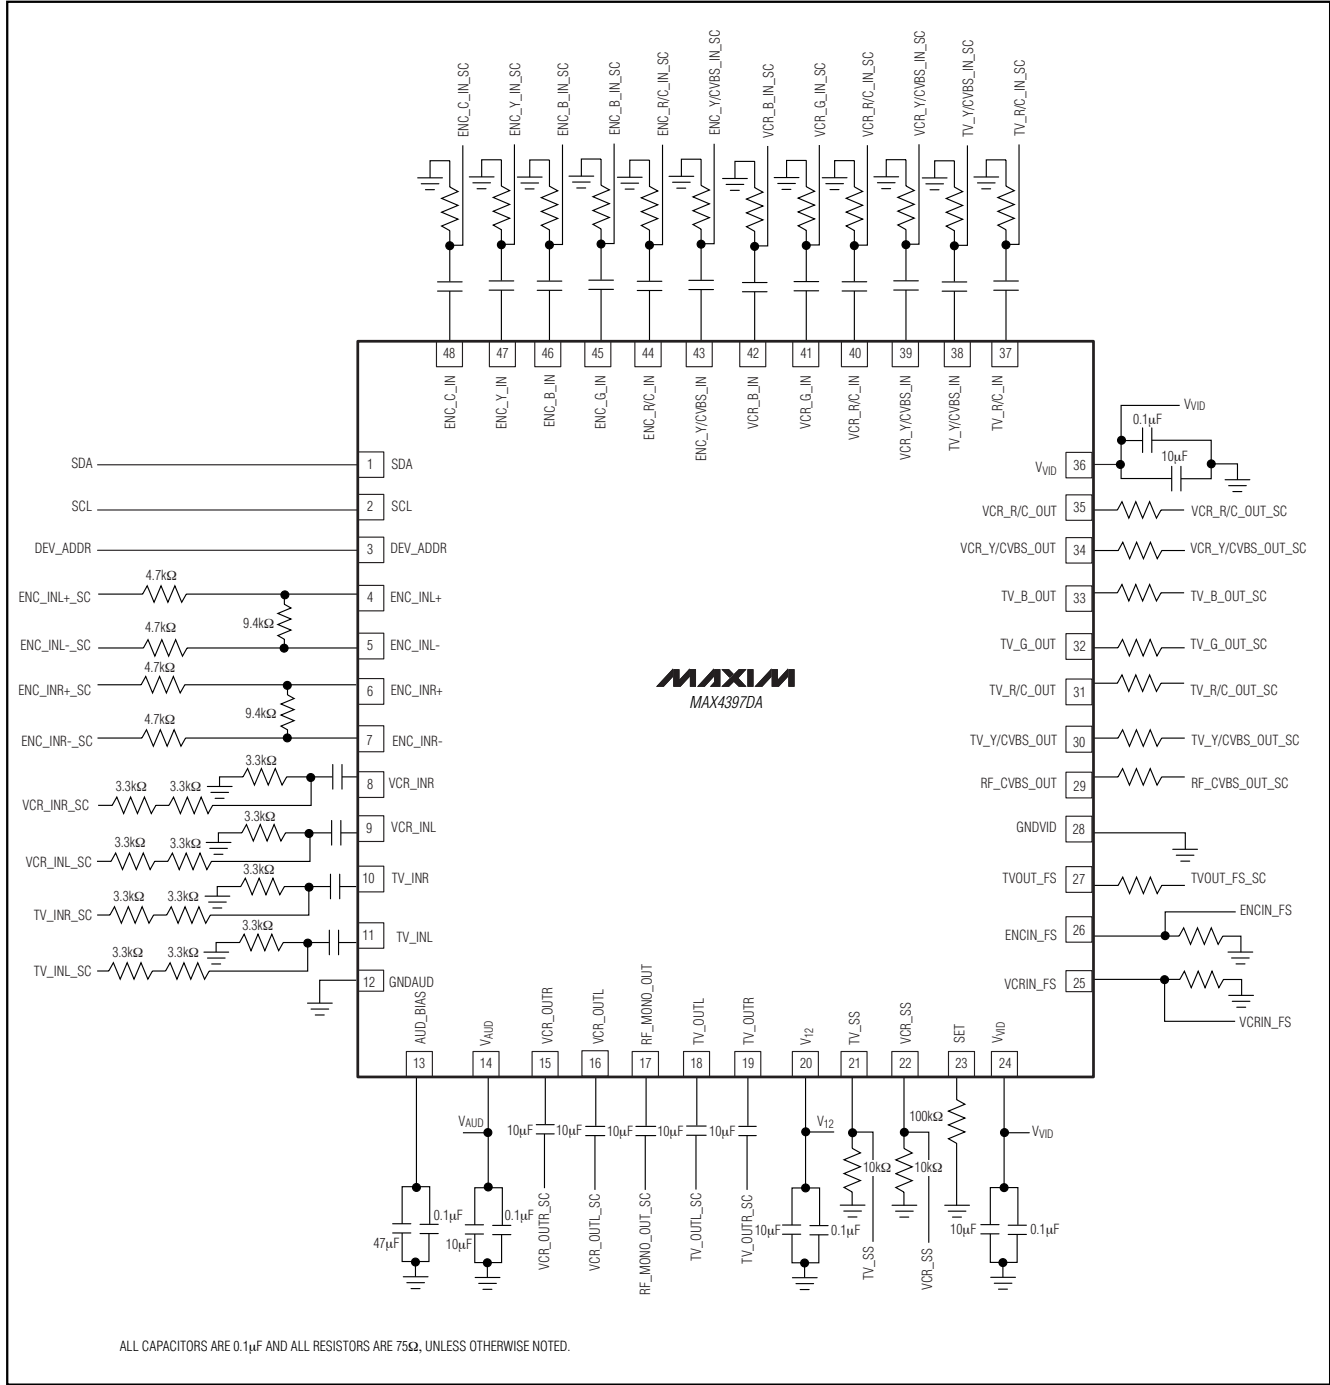 ENC_C_IN_SC
ENC_Y_IN_SC
ENC_B_IN_SC
ENC_B_IN_SC
ENC_R/C_IN_SC
ENC_Y/CVBS_IN_SC
VCR_B_IN_SC
VCR_G_IN_SC
VCR_R/C_IN_SC
VCR_Y/CVBS_IN_SC
TV_Y/CVBS_IN_SC
TV_R/C_IN_SC
48
47
46
45
44
43
42
41
40
39
38
37
ENC_C_IN
ENC_Y_IN
ENC_B_IN
ENC_G_IN
ENC_R/C_IN
ENC_Y/CVBS_IN
VCR_B_IN
VCR_G_IN
VCR_R/C_IN
VCR_Y/CVBS_IN
TV_Y/CVBS_IN
TV_R/C_IN
SDA
1
SDA
SCL
2
SCL
DEV_ADDR
3
DEV_ADDR
ENC_INL+_SC
4.7kΩ
4
ENC_INL+
9.4kΩ
ENC_INL-_SC
4.7kΩ
5
ENC_INL-
ENC_INR+_SC
4.7kΩ
6
ENC_INR+
9.4kΩ
ENC_INR-_SC
4.7kΩ
7
ENC_INR-
3.3kΩ
8
VCR_INR
VCR_INR_SC
3.3kΩ
3.3kΩ
3.3kΩ
9
VCR_INL
VCR_INL_SC
3.3kΩ
3.3kΩ
3.3kΩ
10
TV_INR
TV_INR_SC
3.3kΩ
3.3kΩ
3.3kΩ
11
TV_INL
TV_INL_SC
3.3kΩ
3.3kΩ
12
GNDAUD
MAXIM
MAX4397DA
VVID
0.1µF
10µF
VVID
36
VCR_R/C_OUT
35
VCR_R/C_OUT_SC
VCR_Y/CVBS_OUT
34
VCR_Y/CVBS_OUT_SC
TV_B_OUT
33
TV_B_OUT_SC
TV_G_OUT
32
TV_G_OUT_SC
TV_R/C_OUT
31
TV_R/C_OUT_SC
TV_Y/CVBS_OUT
30
TV_Y/CVBS_OUT_SC
RF_CVBS_OUT
29
RF_CVBS_OUT_SC
GNDVID
28
TVOUT_FS
27
TVOUT_FS_SC
ENCIN_FS
26
ENCIN_FS
VCRIN_FS
25
VCRIN_FS
AUD_BIAS
VAUD
VCR_OUTR
VCR_OUTL
RF_MONO_OUT
TV_OUTL
TV_OUTR
V12
TV_SS
VCR_SS
SET
VVID
13
14
15
16
17
18
19
20
21
22
23
24
VAUD
10µF
10µF
10µF
10µF
10µF
V12
100kΩ
VVID
10kΩ
10kΩ
47µF
0.1µF
10µF
0.1µF
VCR_OUTR_SC
VCR_OUTL_SC
RF_MONO_OUT_SC
TV_OUTL_SC
TV_OUTR_SC
10µF
0.1µF
TV_SS
VCR_SS
10µF
0.1µF
ALL CAPACITORS ARE 0.1µF AND ALL RESISTORS ARE 75Ω, UNLESS OTHERWISE NOTED.